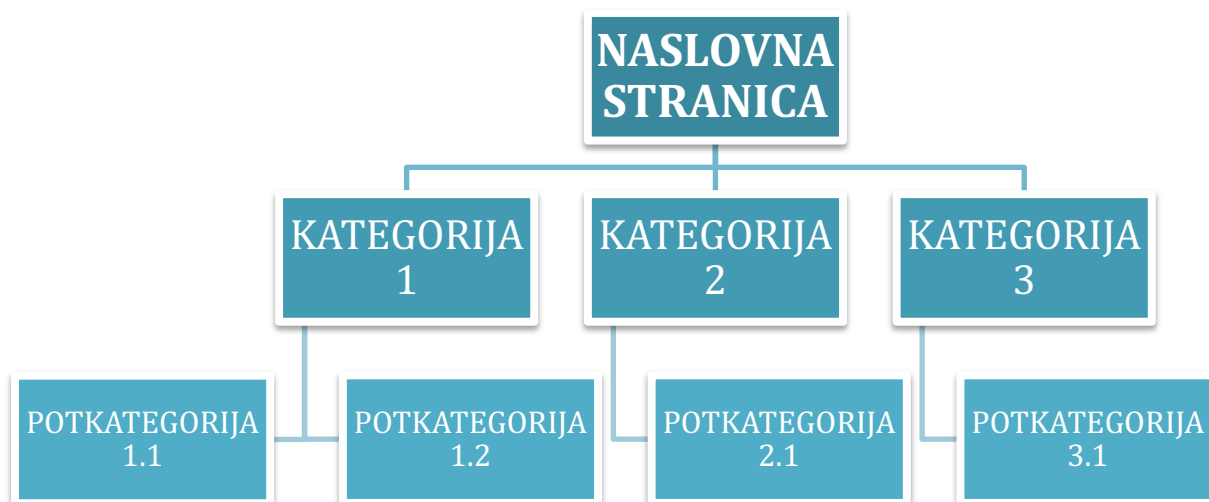 NASLOVNA
STRANICA
KATEGORIJA
1
KATEGORIJA
2
KATEGORIJA
3
POTKATEGORIJA
1.1
POTKATEGORIJA
1.2
POTKATEGORIJA
2.1
POTKATEGORIJA
3.1